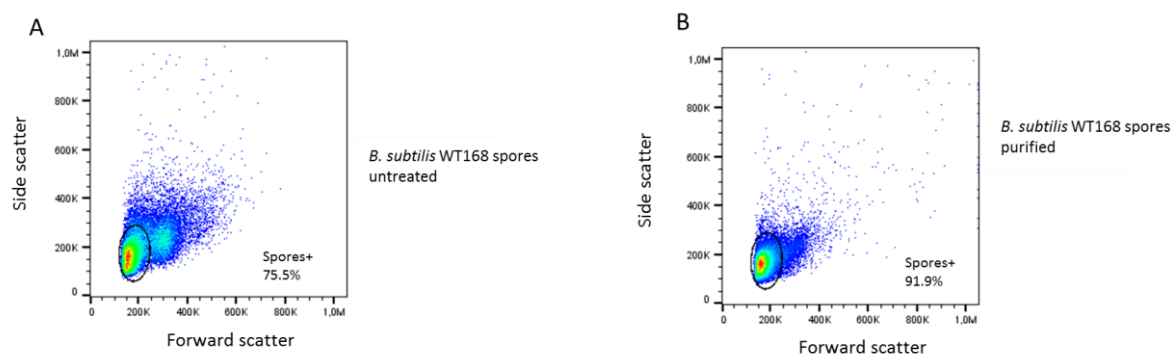 A
1,0M
800K
600K
400K
200K
0
0 200K 400K 600K 800K 1,0M
Side scatter
Forward scatter
Spores+
75.5%
B. subtilis WT168 spores
untreated
B
1,0M
800K
600K
400K
200K
0
0 200K 400K 600K 800K 1,0M
Side scatter
Forward scatter
Spores+
91.9%
B. subtilis WT168 spores
purified